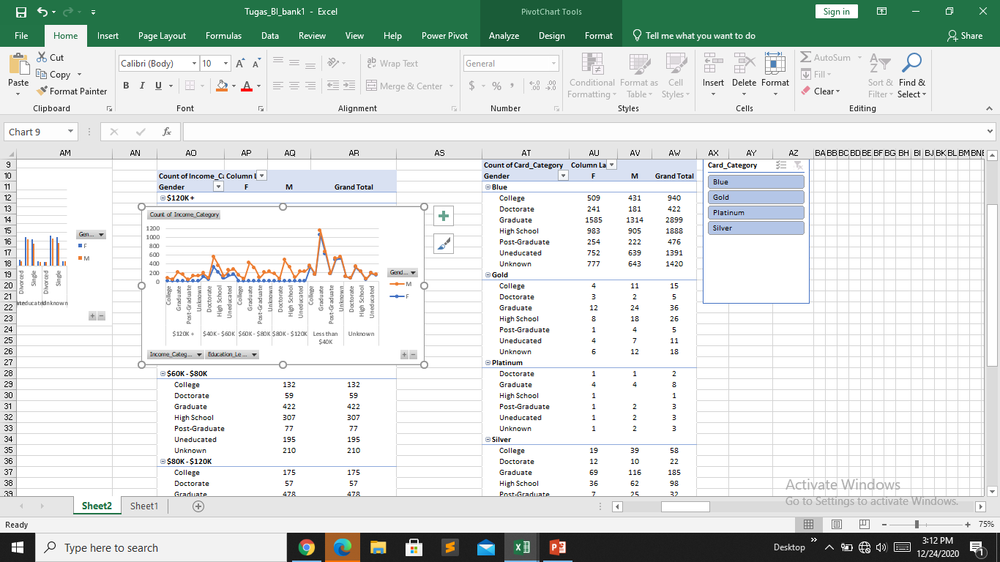 Tugas_BI_bank1 - Excel
PivotChart Tools
Sign in
File Home Insert Page Layout Formulas Data Review View Help Power Pivot Analyze Design Format Tell me what you want to do Share
Paste
Cut
Copy
Format Painter
Clipboard
Calibri (Body) 10 A A
B I U A
Font
ab Wrap Text
Merge & Center
Alignment
General
$ % ,
Number
Conditional Formatting
Format as Table
Cell Styles
Styles
Insert Delete Format
Cells
AutoSum
Fill
Clear
Sort & Filter
Find & Select
Editing
Chart 9 fx
AM AN AO AP AQ AR AS AT AU AV AW AX AY AZ BA BB BC BD BE BF BG BH BI BJ BK BL BM
9 Count of Card_Category Column La
10 Count of Income_Ca Column L Gender F M Grand Total
11 Gender F M Grand Total Blue
12 $120K + College 509 431 940
13 Doctorate 241 181 422
14 Graduate 1585 1314 2899
15 High School 983 905 1888
16 Post-Graduate 254 222 476
17 Uneducated 752 639 1391
18 Unknown 777 643 1420
19 Gold
20 College 4 11 15
21 Doctorate 3 2 5
22 Graduate 12 24 36
23 High School 8 18 26
24 Post-Graduate 1 4 5
25 Uneducated 4 7 11
26 Unknown 6 12 18
27 Platinum
28 $60K - $80K Doctorate 1 1 2
29 College 132 132 Graduate 4 4 8
30 Doctorate 59 59 High School 1 1
31 Graduate 422 422 Post-Graduate 1 2 3
32 High School 307 307 Uneducated 1 2 3
33 Post-Graduate 77 77 Unknown 1 2 3
34 Uneducated 195 195 Silver
35 Unknown 210 210 College 19 39 58
36 $80K - $120K Doctorate 12 10 22
37 College 175 175 Graduate 69 116 185
38 Doctorate 57 57 High School 36 62 98
39 Graduate 478 478 Post-Graduate 7 25 32
Gen...
F
M
Divorced Single Divorced Single
Unknown
Count of Income_Category
1200
1000
800
600
400
200
0
College Graduate Post-Graduate Unknown Doctorate High School Uneducated College Graduate Post-Graduate Unknown Doctorate High School Uneducated College Graduate Post-Graduate Unknown Doctorate High School Uneducated
$120K + $40K - $60K $60K - $80K $80K - $120K Less than $40K Unknown
Gend...
M
F
Income_Categ... Education_Le...
Card_Category
Blue
Gold
Platinum
Silver
Activate Windows
Go to Settings to activate Windows.
Sheet2 Sheet1
Ready 75%
Type here to search
Desktop
3:12 PM
12/24/2020
1